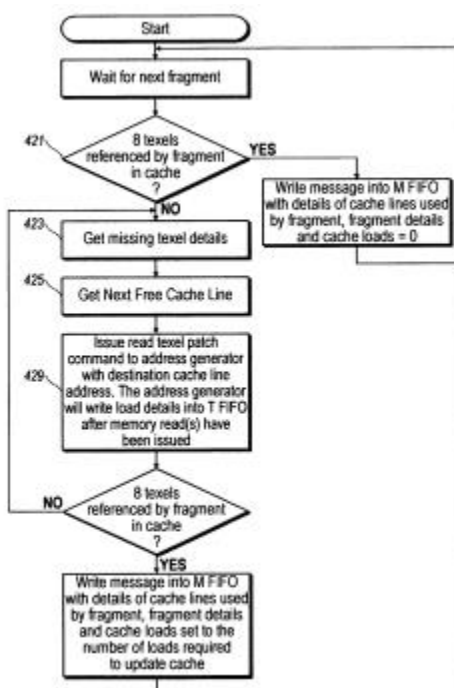 Start
Wait for next fragment
421
8 texels
referenced by fragment
in cache
?
YES
NO
Write message into M FIFO
with details of cache lines used
by fragment, fragment details
and cache loads = 0
423
Get missing texel details
425
Get Next Free Cache Line
429
Issue read texel patch
command to address generator
with destination cache line
address. The address generator
will write load details into T FIFO
after memory read(s) have
been issued
NO
8 texels
referenced by fragment
in cache
?
YES
Write message into M FIFO
with details of cache lines used
by fragment, fragment details
and cache loads set to the
number of loads required
to update cache